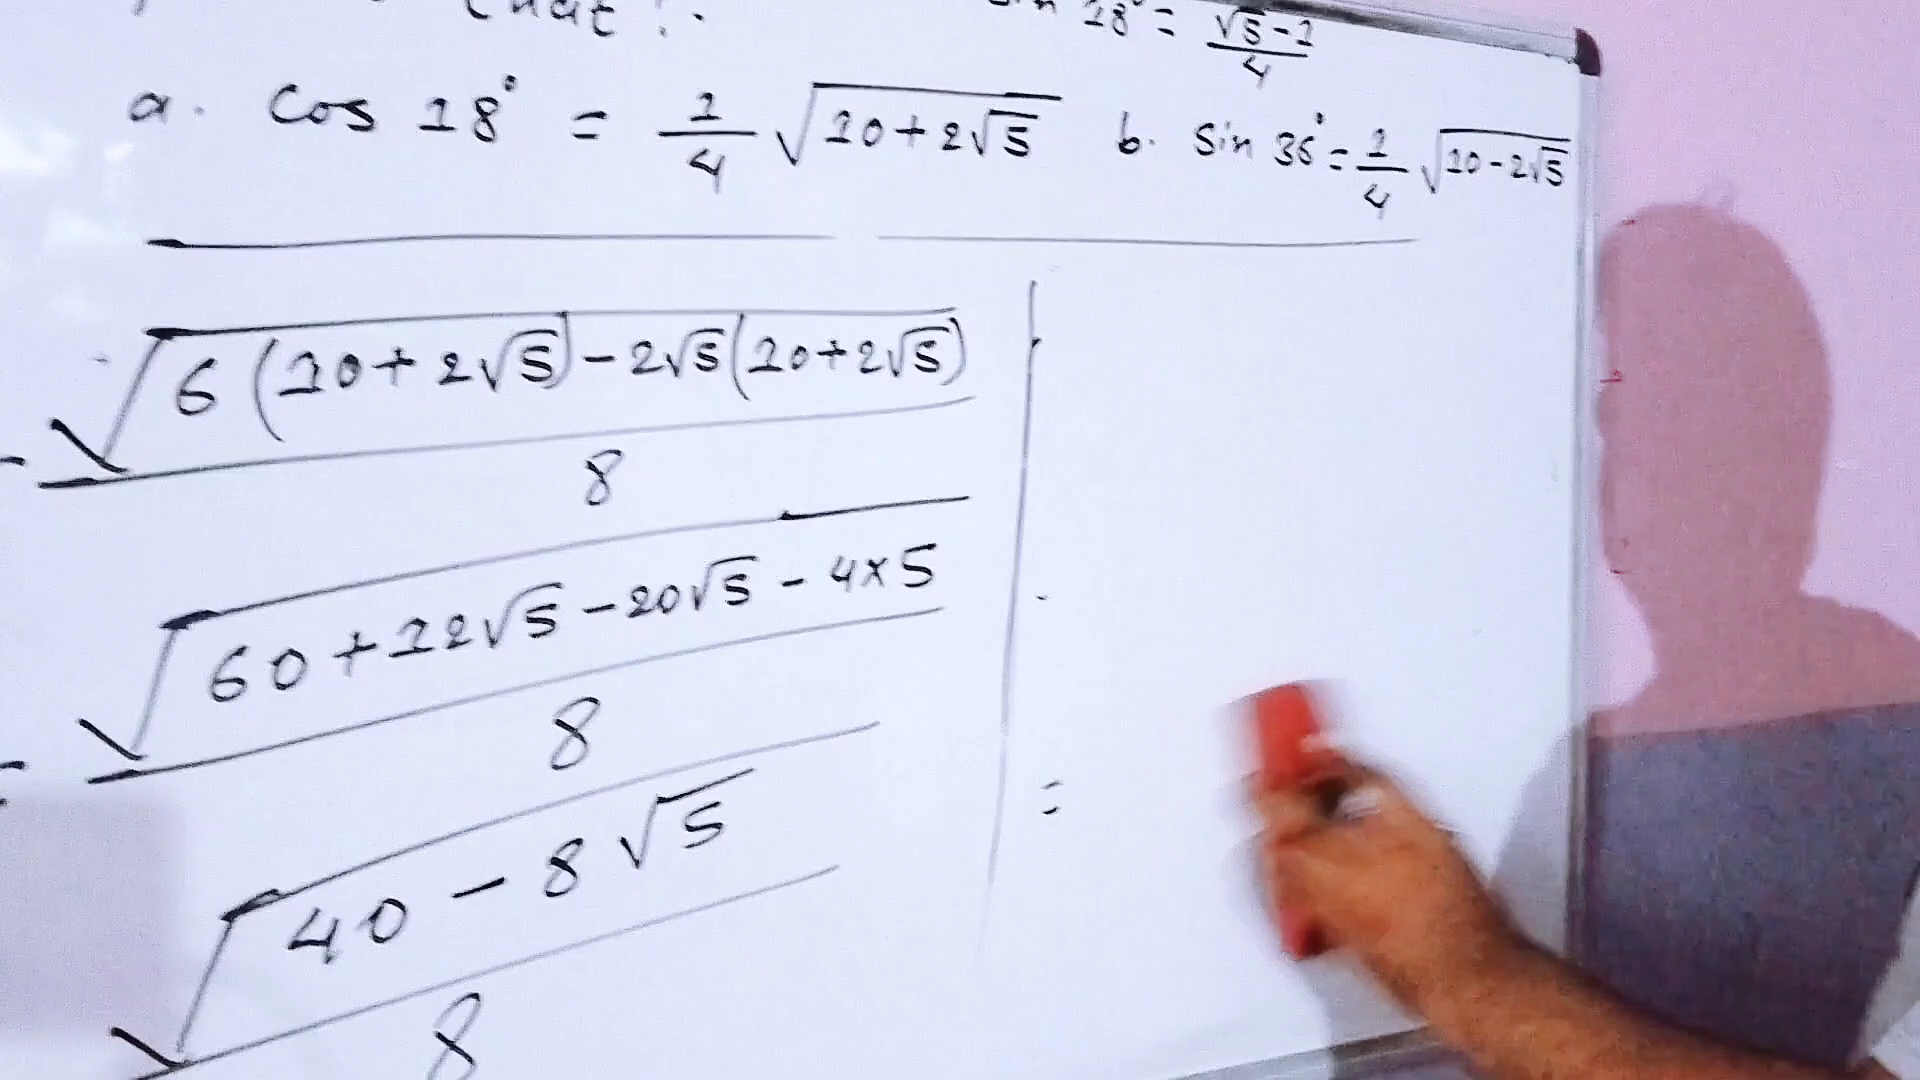 that :-
sin 18° = (√5-1)/4
a. cos 18° = 1/4 √(10+2√5) b. sin 36° = 1/4 √(10-2√5)
= √(6(10+2√5)-2√5(10+2√5))/8
= √(60+12√5-20√5-4×5)/8
√(40-8√5)/8
=